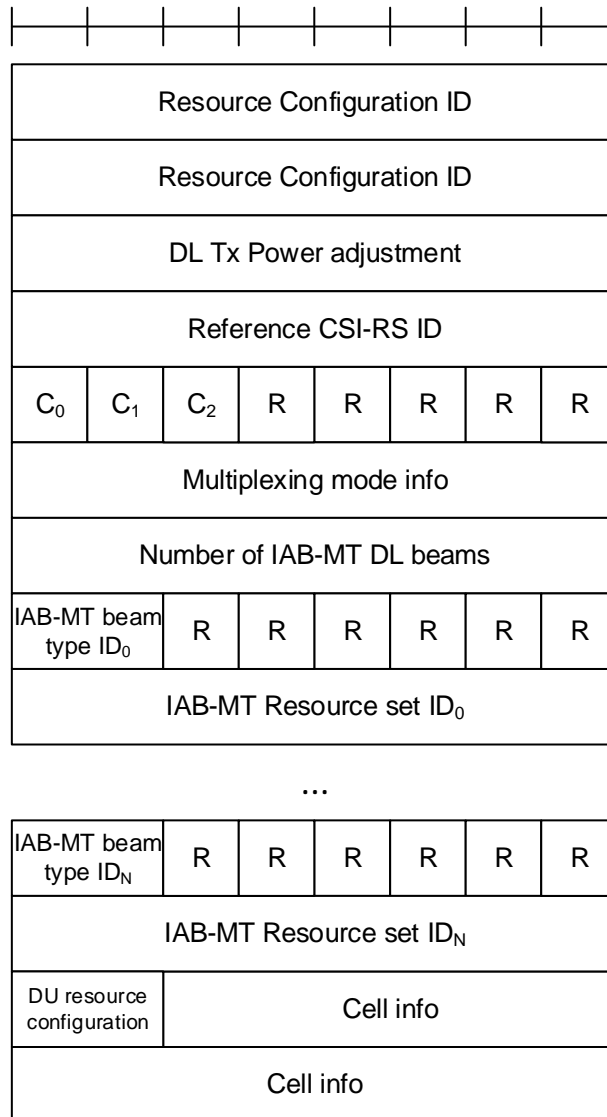 Resource Configuration ID
Resource Configuration ID
DL Tx Power adjustment
Reference CSI-RS ID
C₀ C₁ C₂ R R R R R
Multiplexing mode info
Number of IAB-MT DL beams
IAB-MT beam
type ID₀
R R R R R R
IAB-MT Resource set ID₀
...
IAB-MT beam
type IDN
R R R R R R
IAB-MT Resource set IDN
DU resource
configuration
Cell info
Cell info